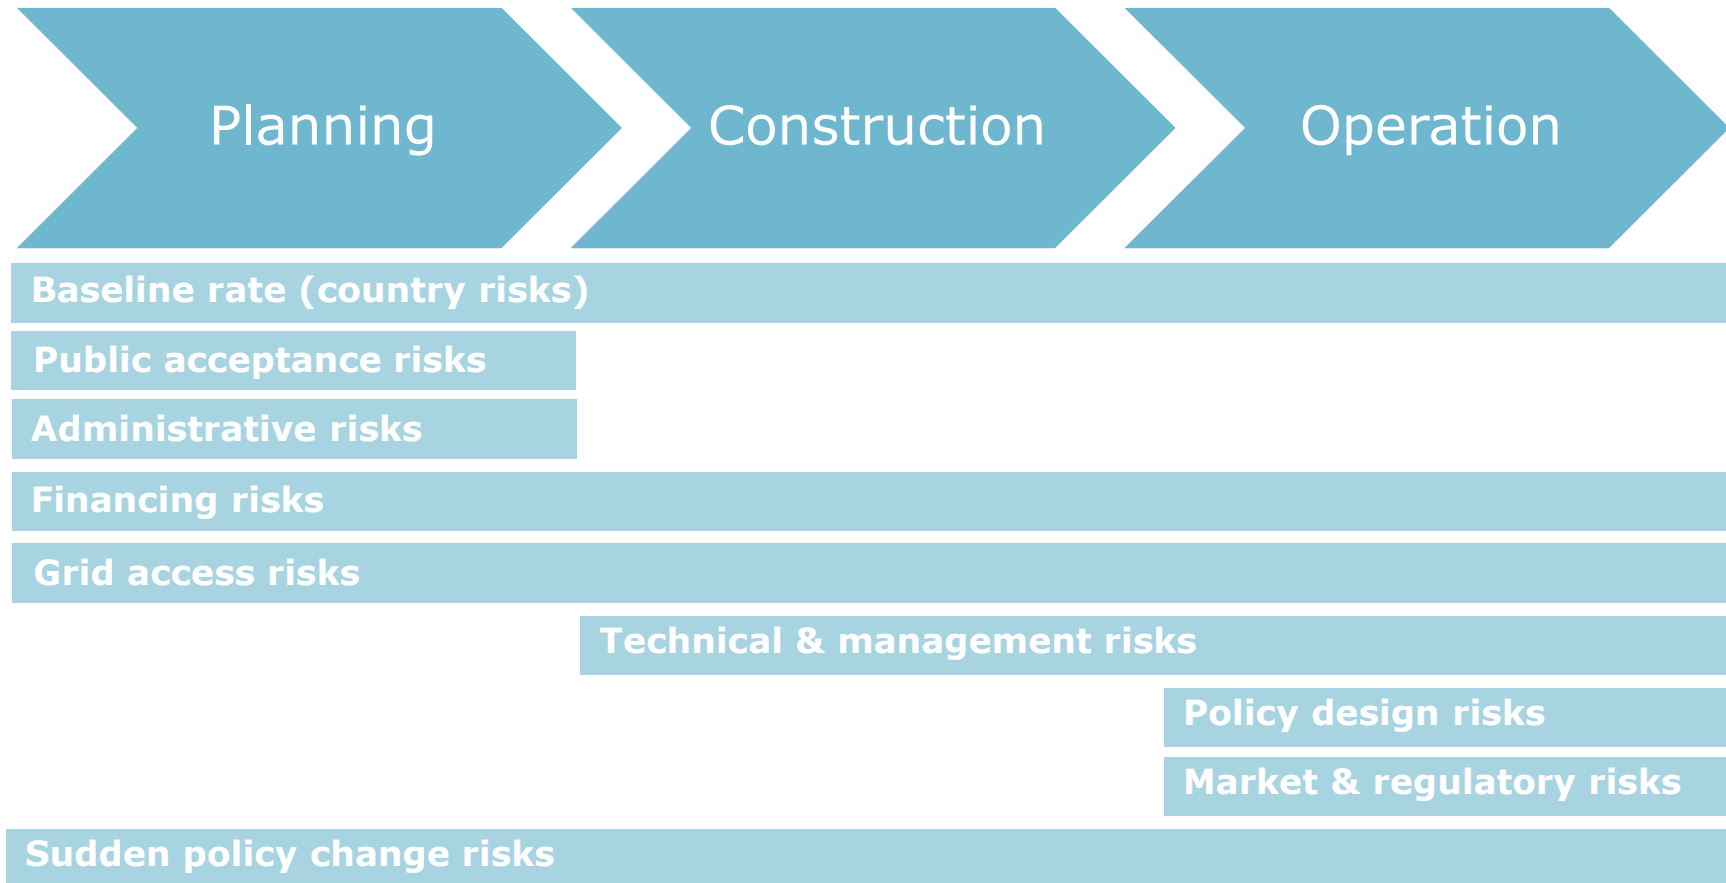 Planning
Construction
Operation
Baseline rate (country risks)
Public acceptance risks
Administrative risks
Financing risks
Grid access risks
Technical & management risks
Policy design risks
Market & regulatory risks
Sudden policy change risks